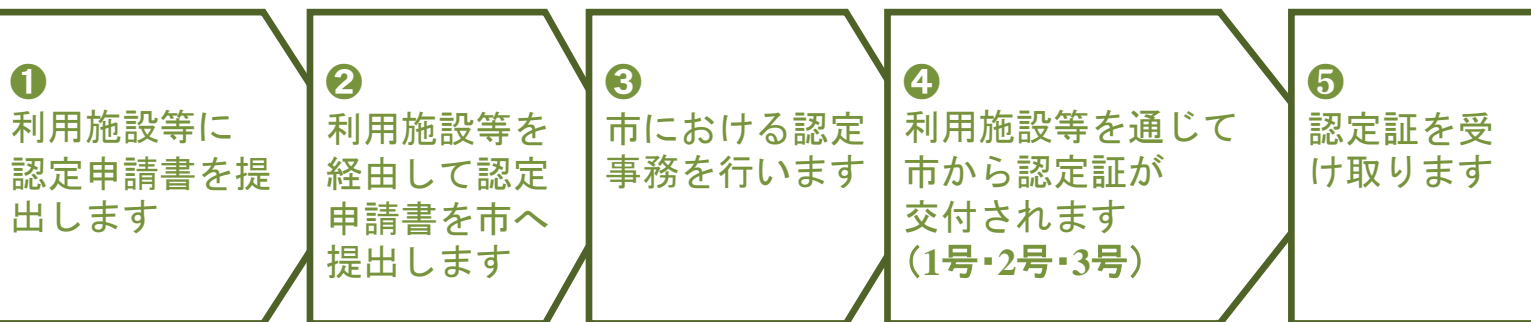 ❶
利用施設等に
認定申請書を提
出します
❷
利用施設等を
経由して認定
申請書を市へ
提出します
❸
市における認定
事務を行います
❹
利用施設等を通じて
市から認定証が
交付されます
（1号・2号・3号）
❺
認定証を受
け取ります